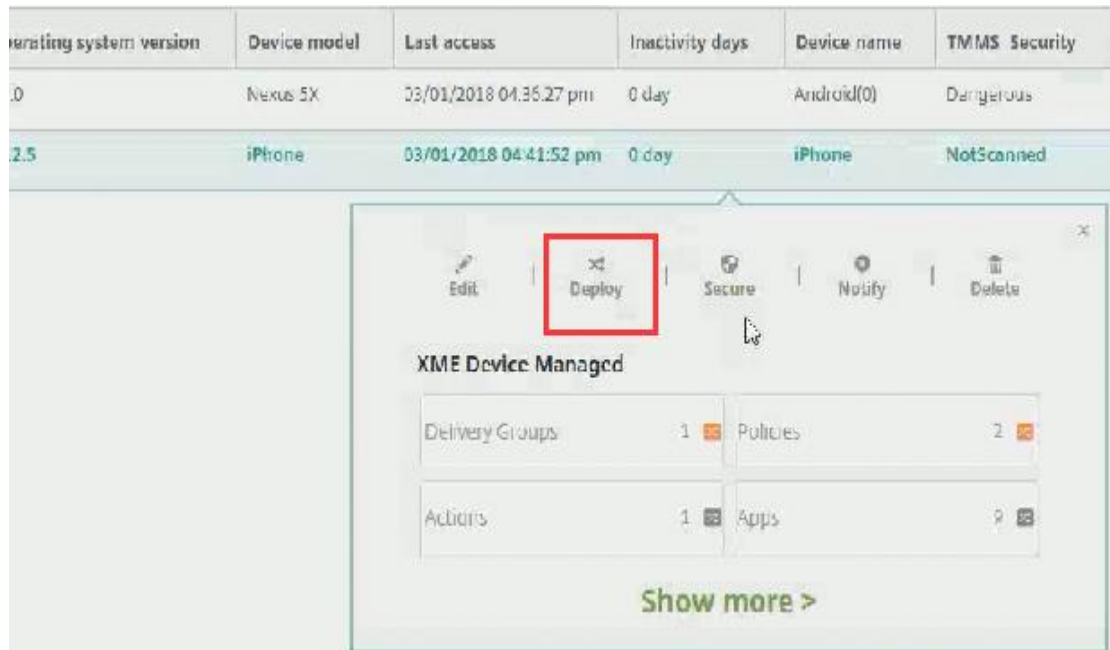 erating system version Device model Last access Inactivity days Device name TMMS Security
.0 Nexus 5X 03/01/2018 04:35:27 pm 0 day Android(0) Dangerous
2.5 iPhone 03/01/2018 04:41:52 pm 0 day iPhone NotScanned
Edit Deploy Secure Notify Delete
XME Device Managed
Delivery Groups 1 Policies 2
Actions 1 Apps 9
Show more >